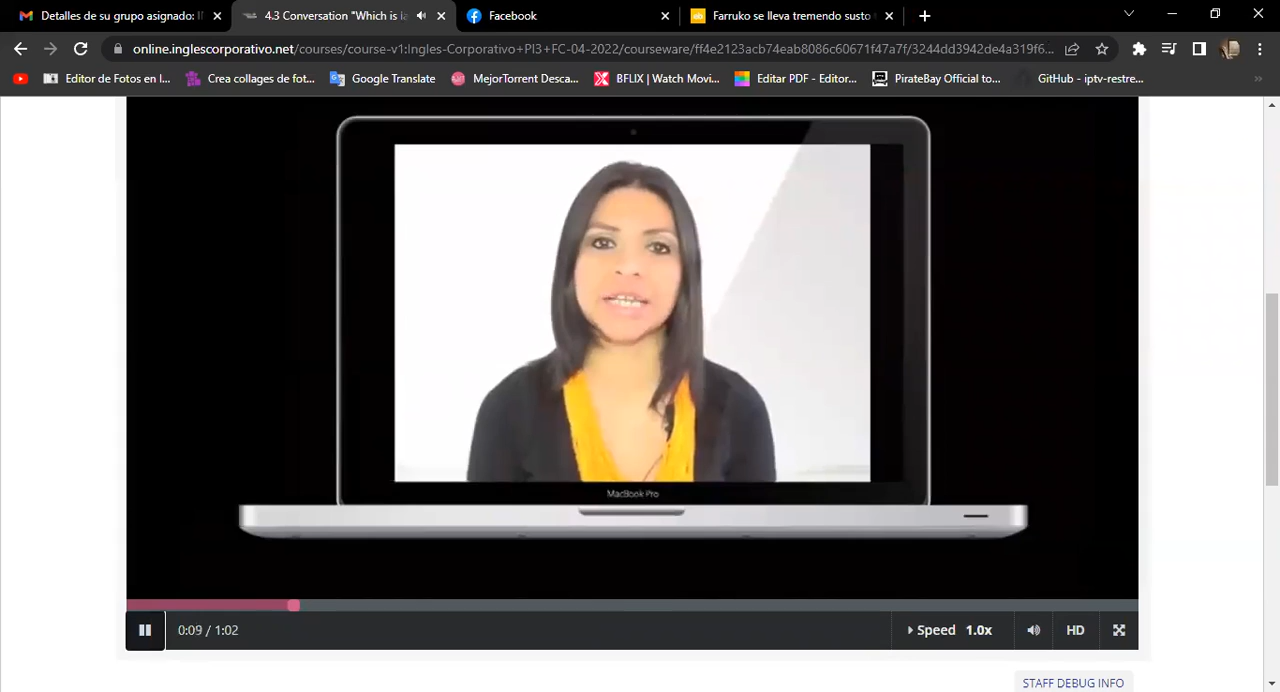 Detalles de su grupo asignado: I
4.3 Conversation "Which is la
Facebook
Farruko se lleva tremendo susto
online.inglescorporativo.net/courses/course-v1:Ingles-Corporativo+PI3+FC-04-2022/courseware/ff4e2123acb74eab8086c60671f47a7f/3244dd3942de4a319f6...
Editor de Fotos en l...
Crea collages de fot...
Google Translate
MejorTorrent Desca...
BFLIX | Watch Movi...
Editar PDF - Editor...
PirateBay Official to...
GitHub - iptv-restre...
MacBook Pro
0:09 / 1:02
Speed 1.0x
HD
STAFF DEBUG INFO